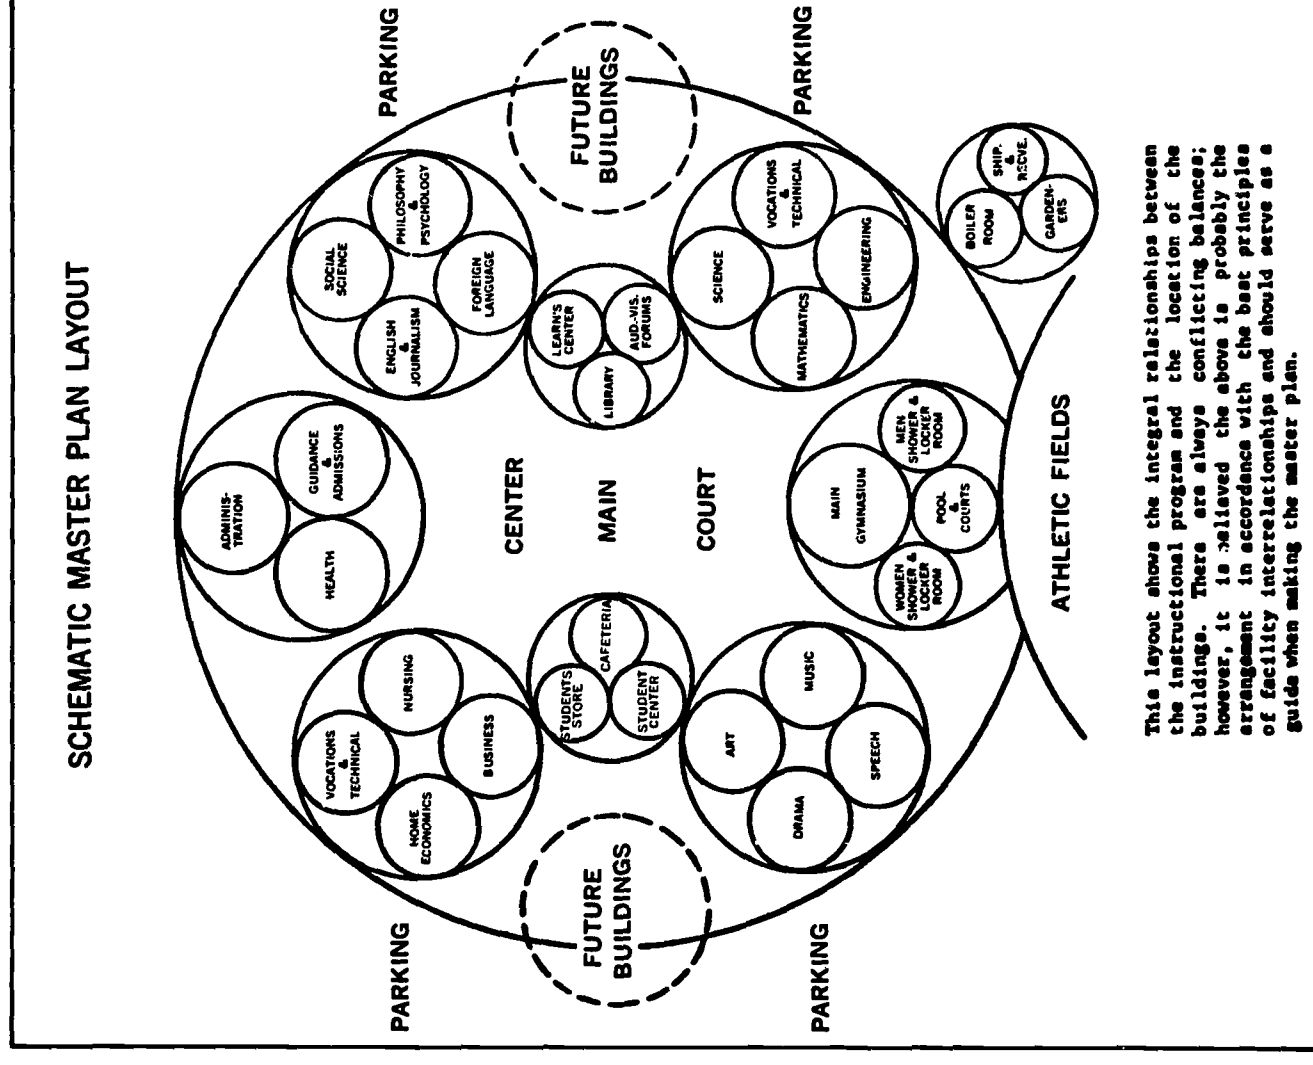 SCHEMATIC MASTER PLAN LAYOUT
PARKING
PARKING
ADMINIS-
TRATION
HEALTH
GUIDANCE
&
ADMISSIONS
VOCATIONS
&
TECHNICAL
NURSING
HOME
ECONOMICS
BUSINESS
SOCIAL
SCIENCE
PHILOSOPHY
&
PSYCHOLOGY
ENGLISH
&
JOURNALISM
FOREIGN
LANGUAGE
FUTURE
BUILDINGS
STUDENTS
STORE
CAFETERIA
STUDENT
CENTER
CENTER
MAIN
COURT
LEARN'S
CENTER
LIBRARY
AUD.-VIS.
FORUMS
FUTURE
BUILDINGS
ART
MUSIC
DRAMA
SPEECH
MAIN
GYMNASIUM
WOMEN
SHOWER &
LOCKER
ROOM
POOL
&
COURTS
MEN
SHOWER &
LOCKER
ROOM
SCIENCE
VOCATIONS
&
TECHNICAL
MATHEMATICS
ENGINEERING
PARKING
PARKING
BOILER
ROOM
SHIP.
&
RECVE.
GARDEN-
ERS
ATHLETIC FIELDS
This layout shows the integral relationships between
the instructional program and the location of the
buildings. There are always conflicting balances;
however, it is believed the above is probably the
arrangement in accordance with the best principles
of facility interrelationships and should serve as a
guide when making the master plan.